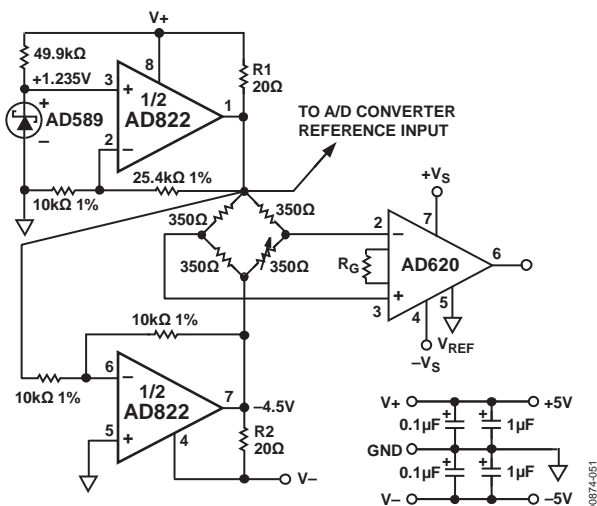 V+
49.9kΩ
+1.235V
3
+
8
1/2
AD822
1
R1
20Ω
+
AD589
–
2
–
10kΩ 1%
25.4kΩ 1%
TO A/D CONVERTER
REFERENCE INPUT
350Ω
350Ω
350Ω
350Ω
+VS
2
–
7
RG
AD620
6
+
3
4
5
VREF
–VS
10kΩ 1%
10kΩ 1%
6
–
1/2
AD822
7
–4.5V
5
+
4
R2
20Ω
V–
V+
+5V
0.1µF
+
+
1µF
GND
0.1µF
+
+
1µF
V–
–5V